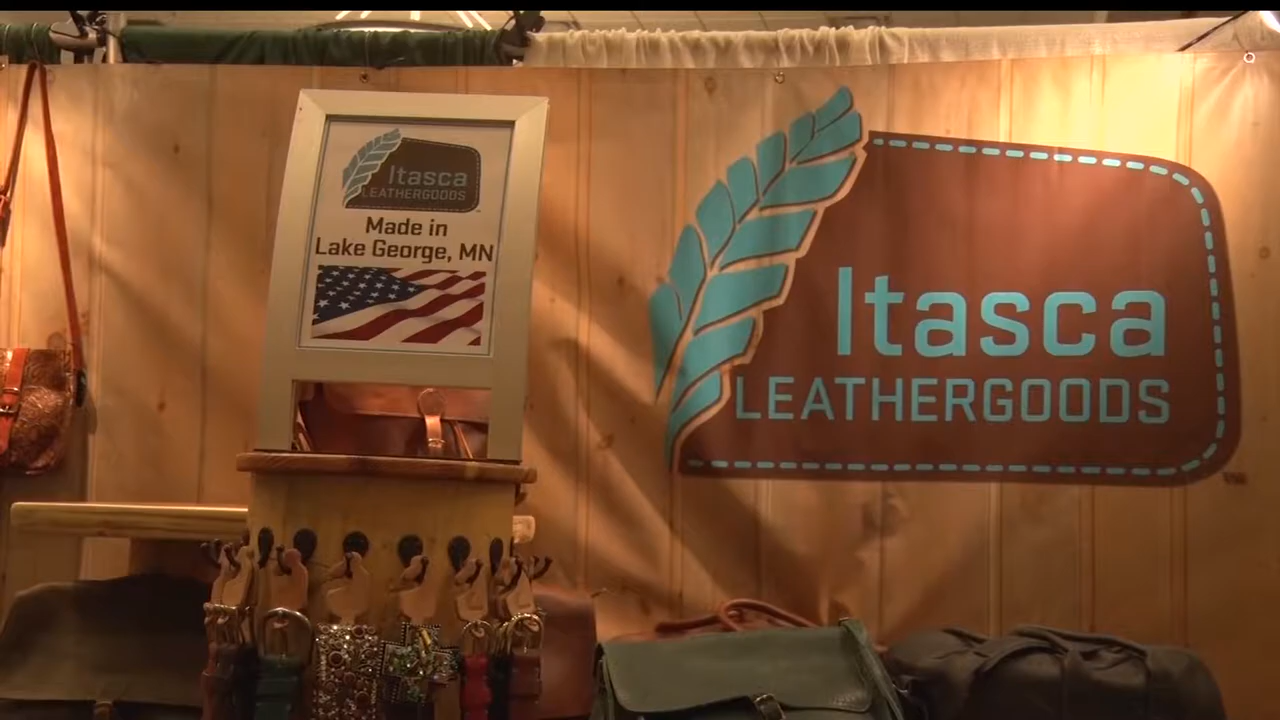 Itasca
LEATHERGOODS
Made in
Lake George, MN
Itasca
LEATHERGOODS